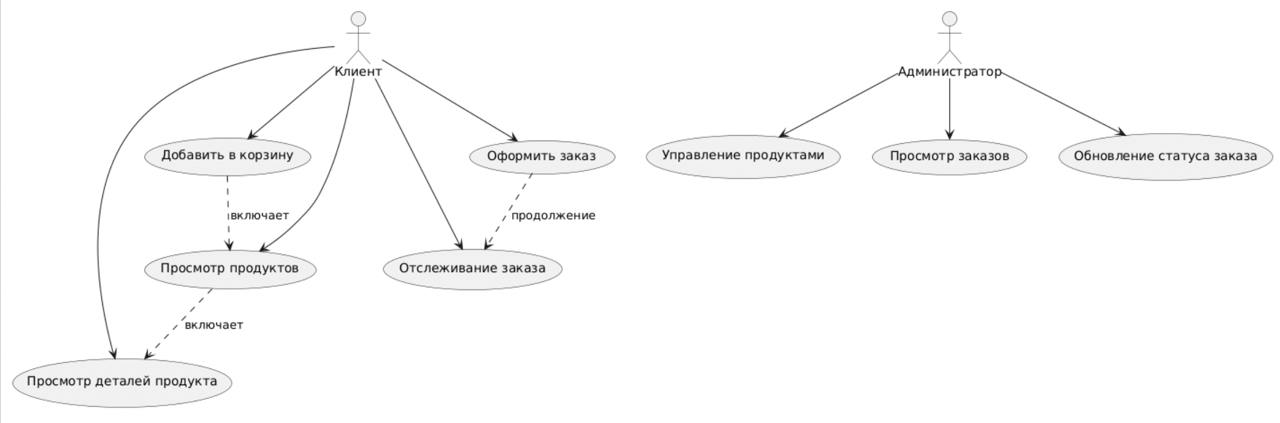 Клиент
Администратор
Добавить в корзину
Оформить заказ
Управление продуктами
Просмотр заказов
Обновление статуса заказа
включает
продолжение
Просмотр продуктов
Отслеживание заказа
включает
Просмотр деталей продукта